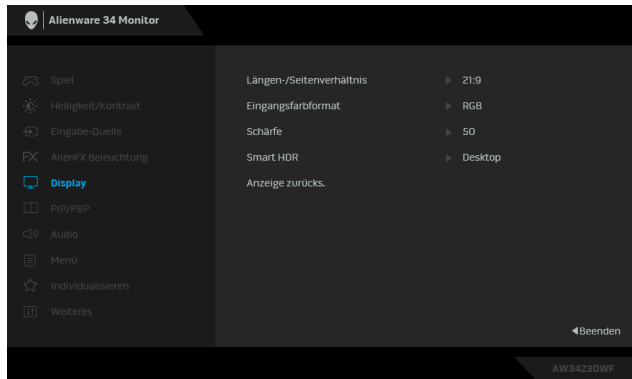 Alienware 34 Monitor
Spiel
Helligkeit/Kontrast
Eingabe-Quelle
AlienFX Beleuchtung
Display
PIP/PBP
Audio
Menü
Individualisieren
Weiteres
Längen-/Seitenverhältnis 21:9
Eingangsfarbformat RGB
Schärfe 50
Smart HDR Desktop
Anzeige zurücks.
Beenden
AW3423DWF